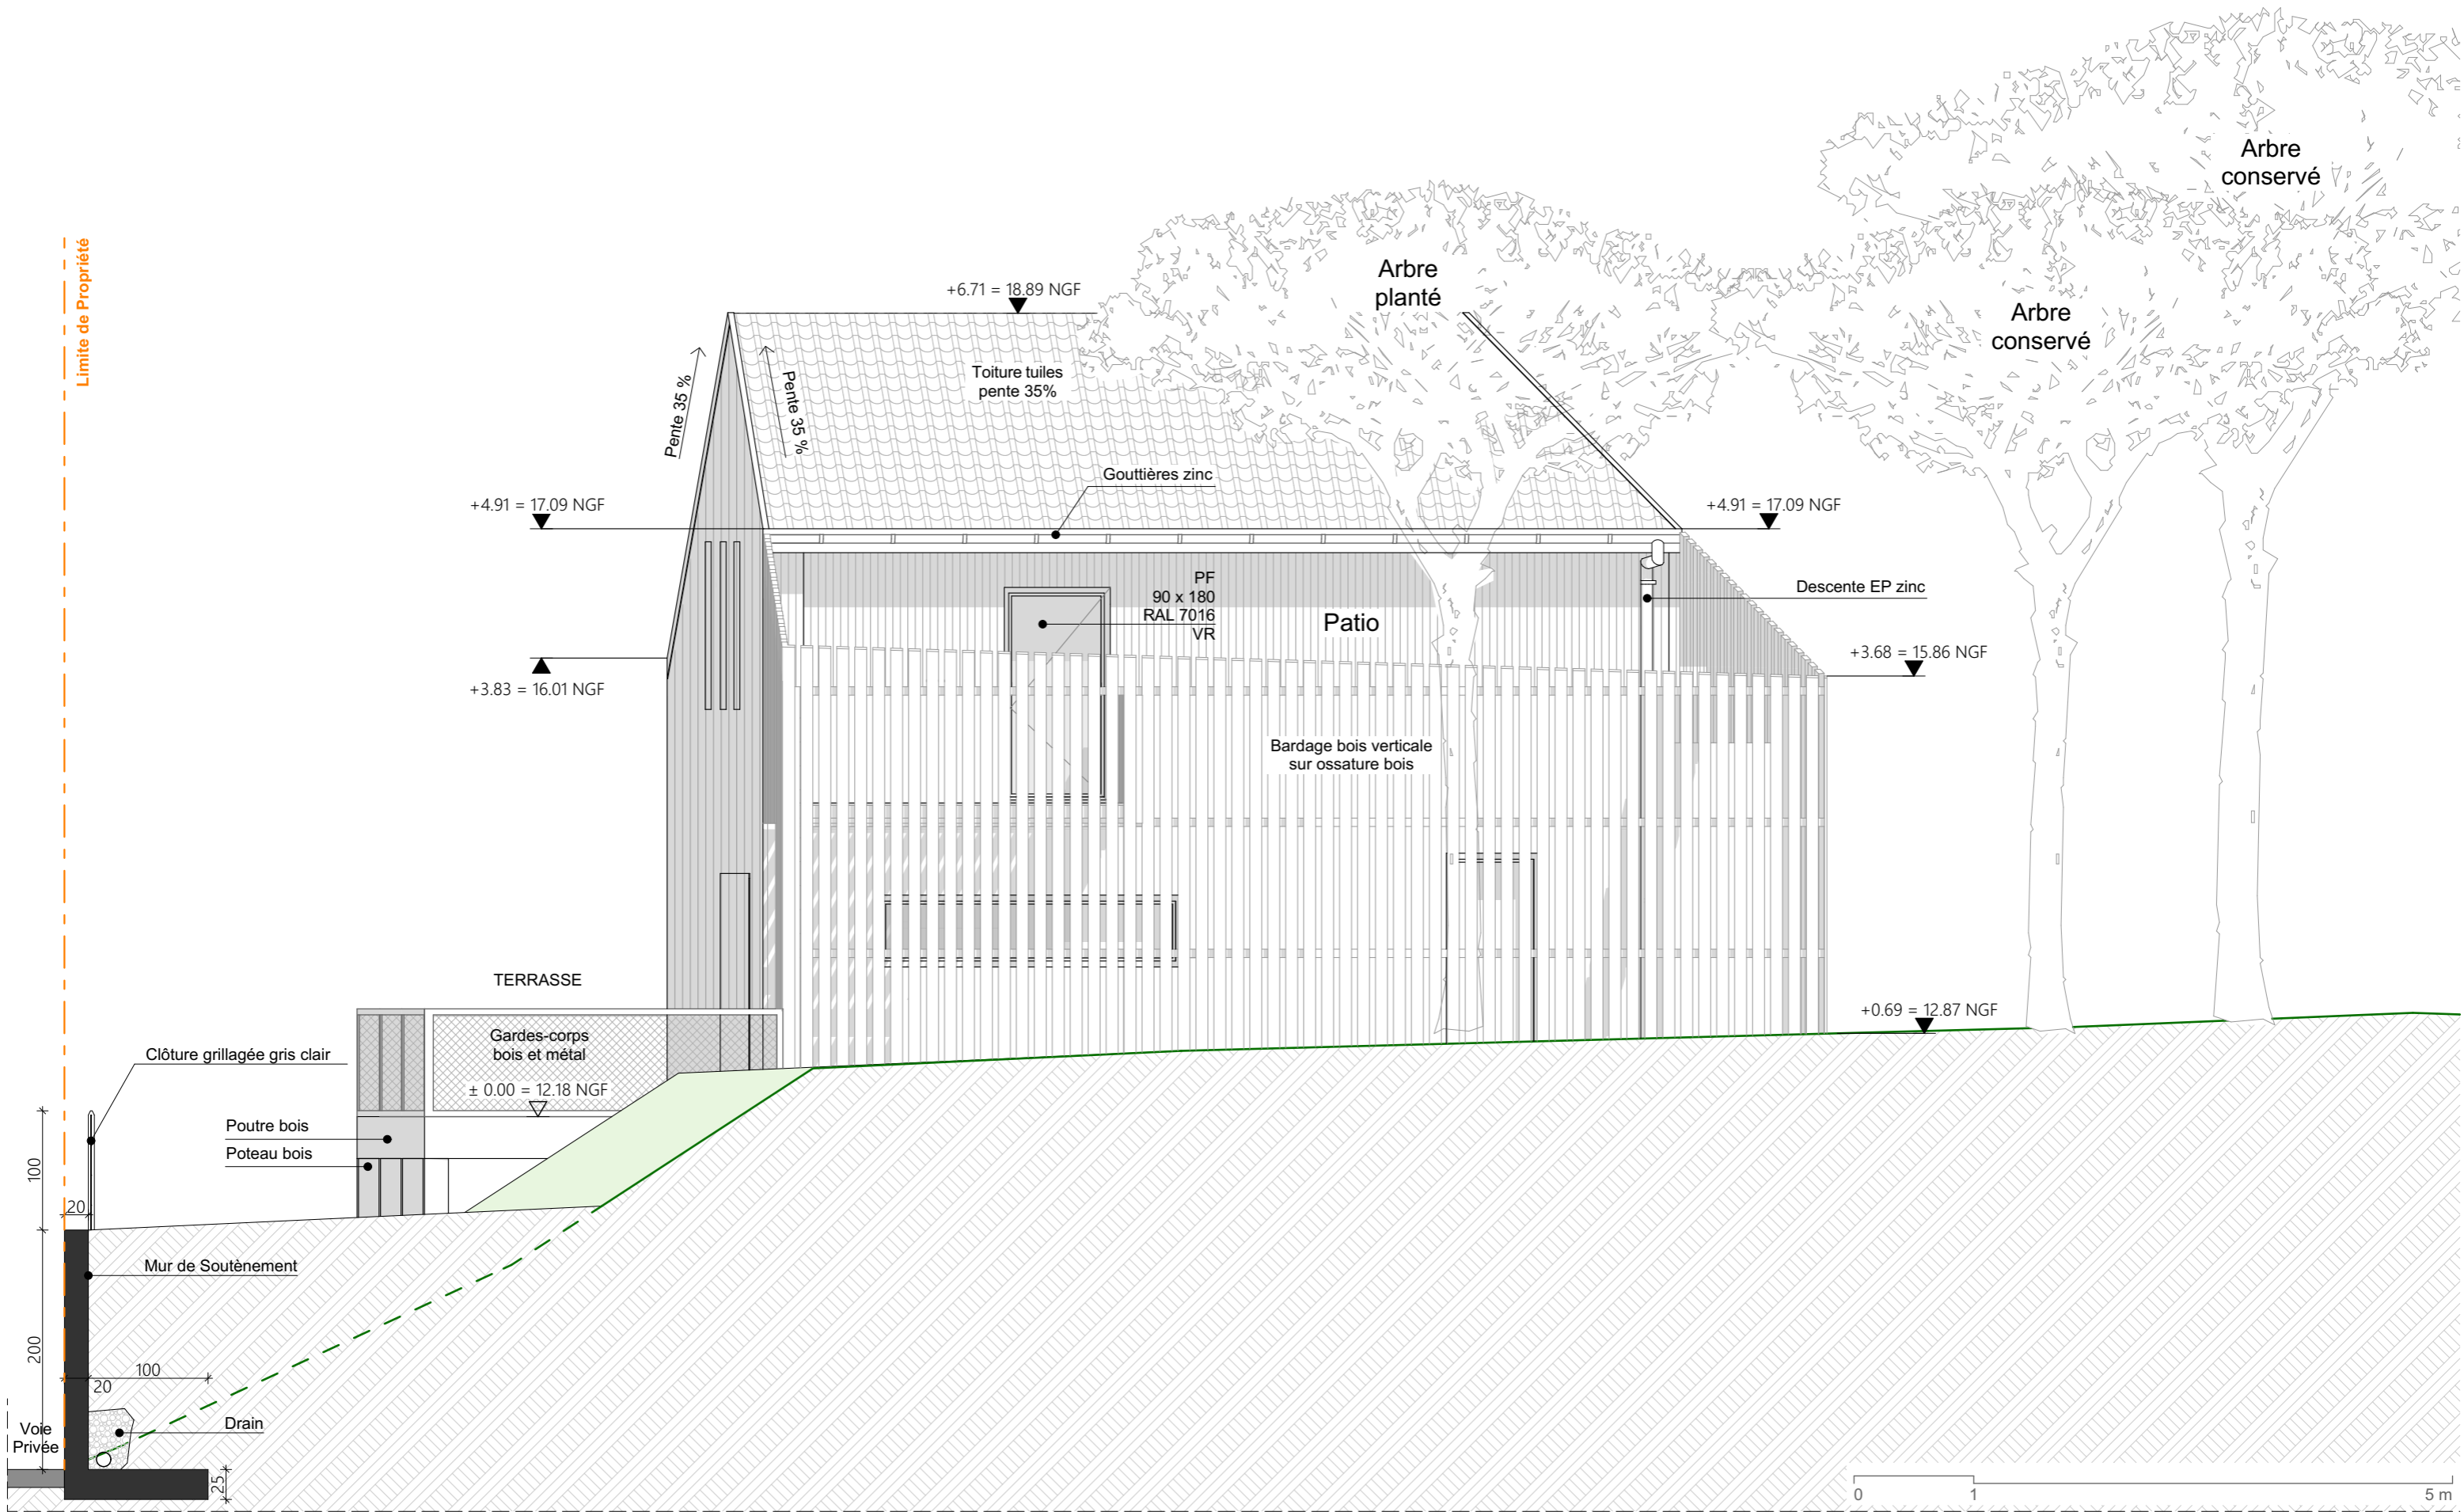 Arbre
conservé
Limite de Propriété
Arbre
planté
+6.71 = 18.89 NGF
Arbre
conservé
Toiture tuiles
pente 35%
Pente 35 %
Pente 35 %
Gouttières zinc
+4.91 = 17.09 NGF
+4.91 = 17.09 NGF
PF
90 x 180
RAL 7016
VR
Patio
Descente EP zinc
+3.68 = 15.86 NGF
+3.83 = 16.01 NGF
Bardage bois verticale
sur ossature bois
TERRASSE
+0.69 = 12.87 NGF
Gardes-corps
bois et métal
Clôture grillagée gris clair
± 0.00 = 12.18 NGF
Poutre bois
Poteau bois
100
20
Mur de Soutènement
200
100
20
Drain
Voie
Privée
25
0 1 5 m